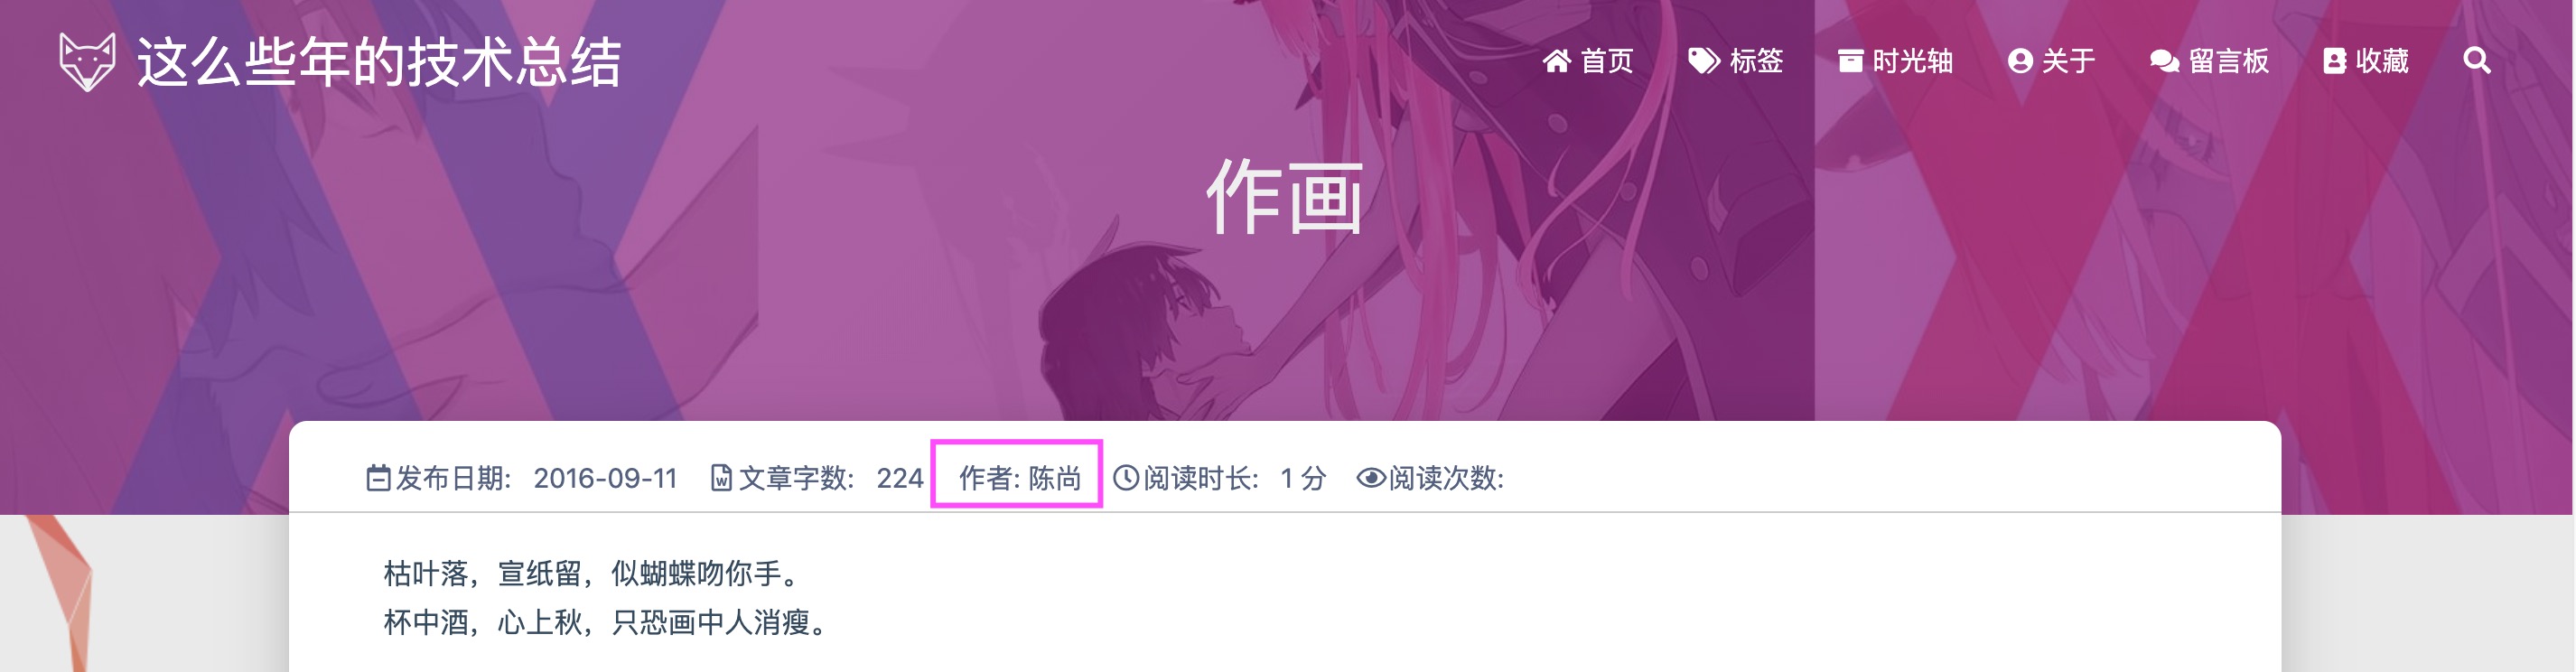 这么些年的技术总结
首页 标签 时光轴 关于 留言板 收藏
作画
发布日期: 2016-09-11 文章字数: 224 作者: 陈尚 阅读时长: 1 分 阅读次数:
枯叶落，宣纸留，似蝴蝶吻你手。
杯中酒，心上秋，只恐画中人消瘦。